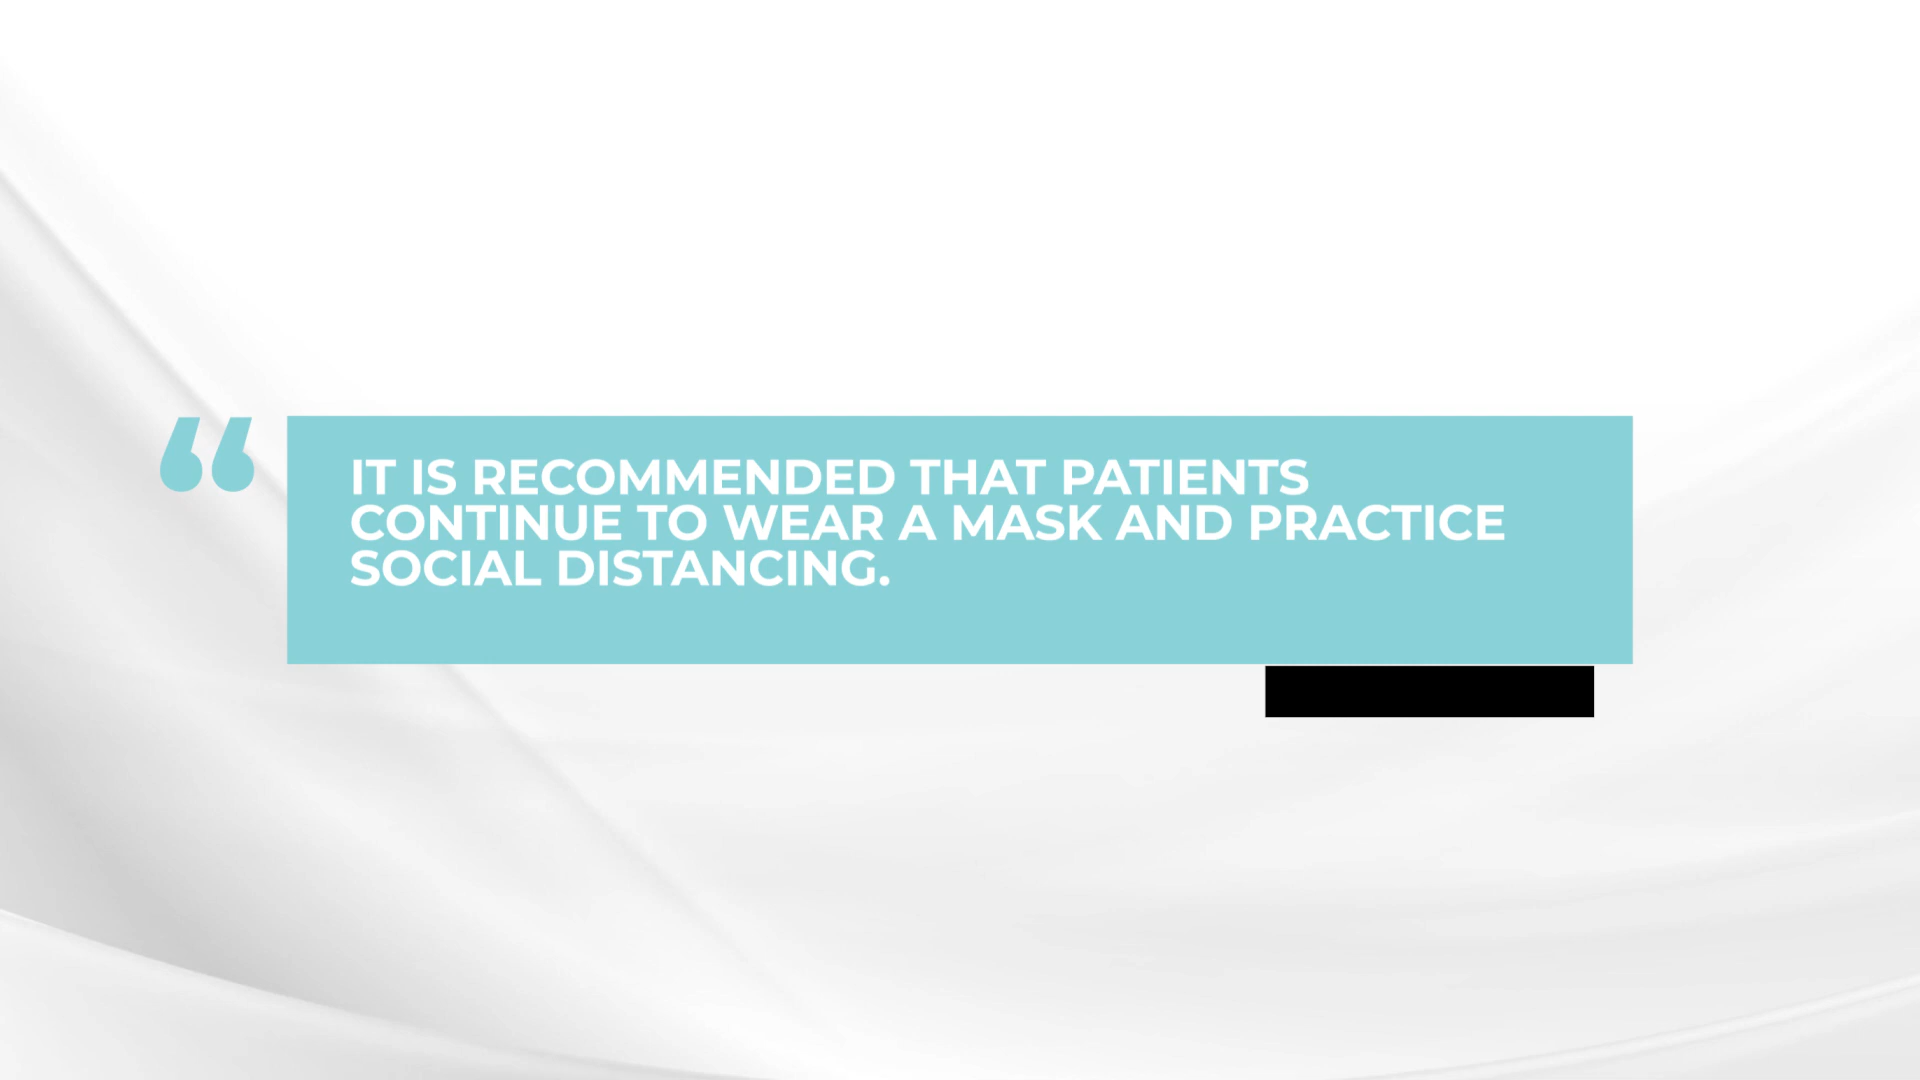 “
IT IS RECOMMENDED THAT PATIENTS
CONTINUE TO WEAR A MASK AND PRACTICE
SOCIAL DISTANCING.